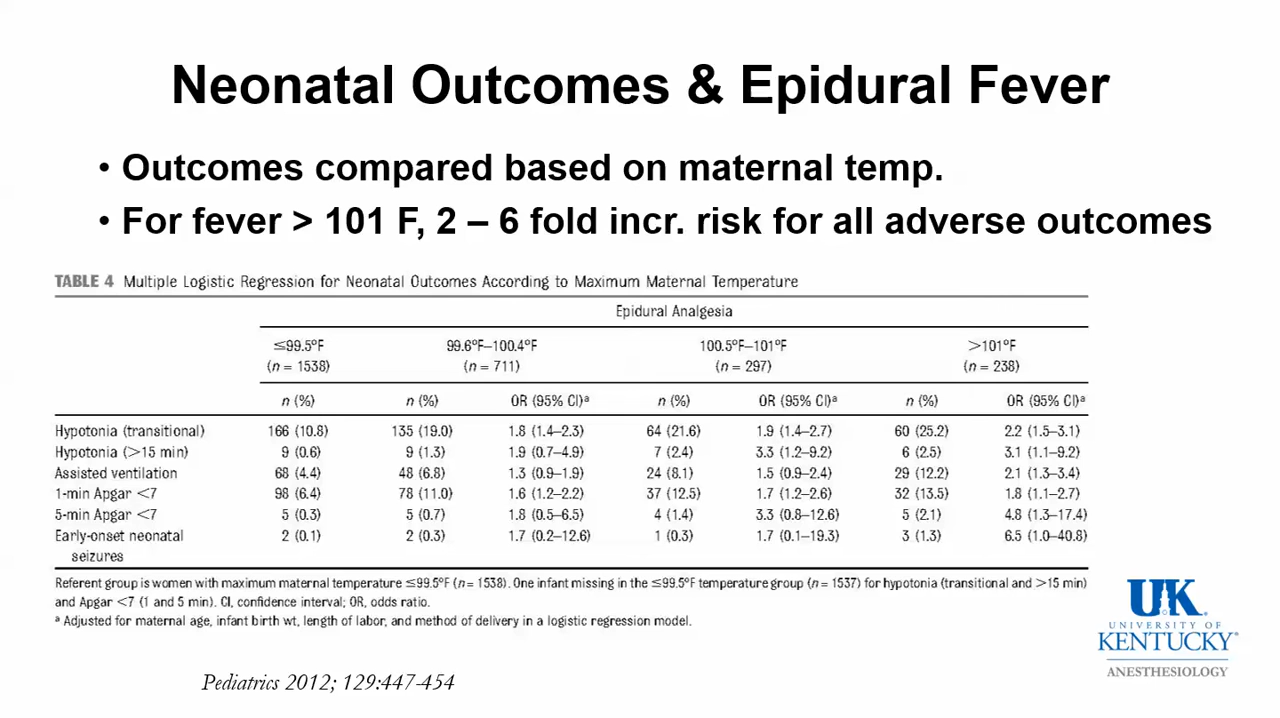 Neonatal Outcomes & Epidural Fever
• Outcomes compared based on maternal temp.
• For fever > 101 F, 2 – 6 fold incr. risk for all adverse outcomes
TABLE 4 Multiple Logistic Regression for Neonatal Outcomes According to Maximum Maternal Temperature
Epidural Analgesia
≤99.5°F 99.6°F–100.4°F 100.5°F–101°F >101°F
(n = 1538) (n = 711) (n = 297) (n = 238)
n (%) n (%) OR (95% CI)ᵃ n (%) OR (95% CI)ᵃ n (%) OR (95% CI)ᵃ
Hypotonia (transitional) 166 (10.8) 135 (19.0) 1.8 (1.4–2.3) 64 (21.6) 1.9 (1.4–2.7) 60 (25.2) 2.2 (1.5–3.1)
Hypotonia (>15 min) 9 (0.6) 9 (1.3) 1.9 (0.7–4.9) 7 (2.4) 3.3 (1.2–9.2) 6 (2.5) 3.1 (1.1–9.2)
Assisted ventilation 68 (4.4) 48 (6.8) 1.3 (0.9–1.9) 24 (8.1) 1.5 (0.9–2.4) 29 (12.2) 2.1 (1.3–3.4)
1-min Apgar <7 98 (6.4) 78 (11.0) 1.6 (1.2–2.2) 37 (12.5) 1.7 (1.2–2.6) 32 (13.5) 1.8 (1.1–2.7)
5-min Apgar <7 5 (0.3) 5 (0.7) 1.8 (0.5–6.5) 4 (1.4) 3.3 (0.8–12.6) 5 (2.1) 4.8 (1.3–17.4)
Early-onset neonatal 2 (0.1) 2 (0.3) 1.7 (0.2–12.6) 1 (0.3) 1.7 (0.1–19.3) 3 (1.3) 6.5 (1.0–40.8)
seizures
Referent group is women with maximum maternal temperature ≤99.5°F (n = 1538). One infant missing in the ≤99.5°F temperature group (n = 1537) for hypotonia (transitional and >15 min)
and Apgar <7 (1 and 5 min). CI, confidence interval; OR, odds ratio.
ᵃ Adjusted for maternal age, infant birth wt, length of labor, and method of delivery in a logistic regression model.
UK
UNIVERSITY OF
KENTUCKY®
ANESTHESIOLOGY
Pediatrics 2012; 129:447-454